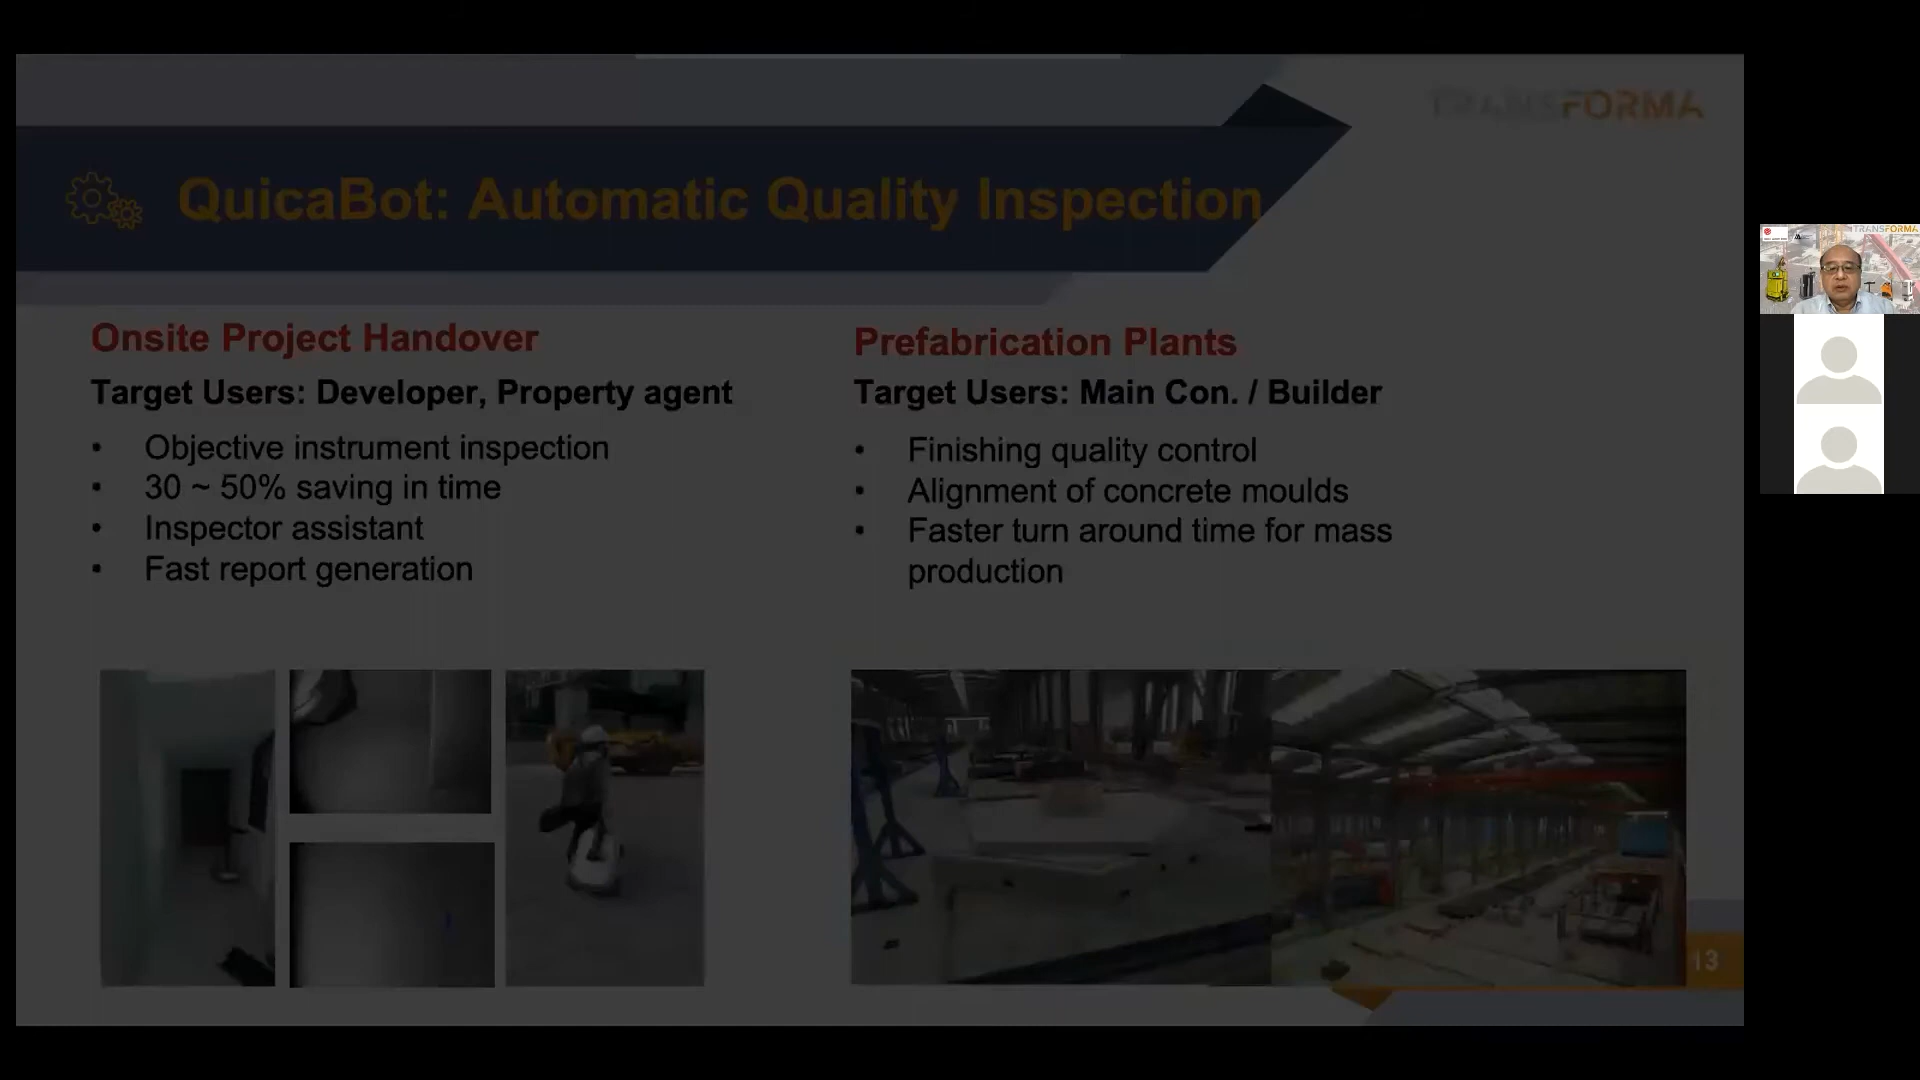 TRANSFORMA
QuicaBot: Automatic Quality Inspection
Onsite Project Handover
Target Users: Developer, Property agent
• Objective instrument inspection
• 30 ~ 50% saving in time
• Inspector assistant
• Fast report generation
Prefabrication Plants
Target Users: Main Con. / Builder
• Finishing quality control
• Alignment of concrete moulds
• Faster turn around time for mass
production
13
TRANSFORMA